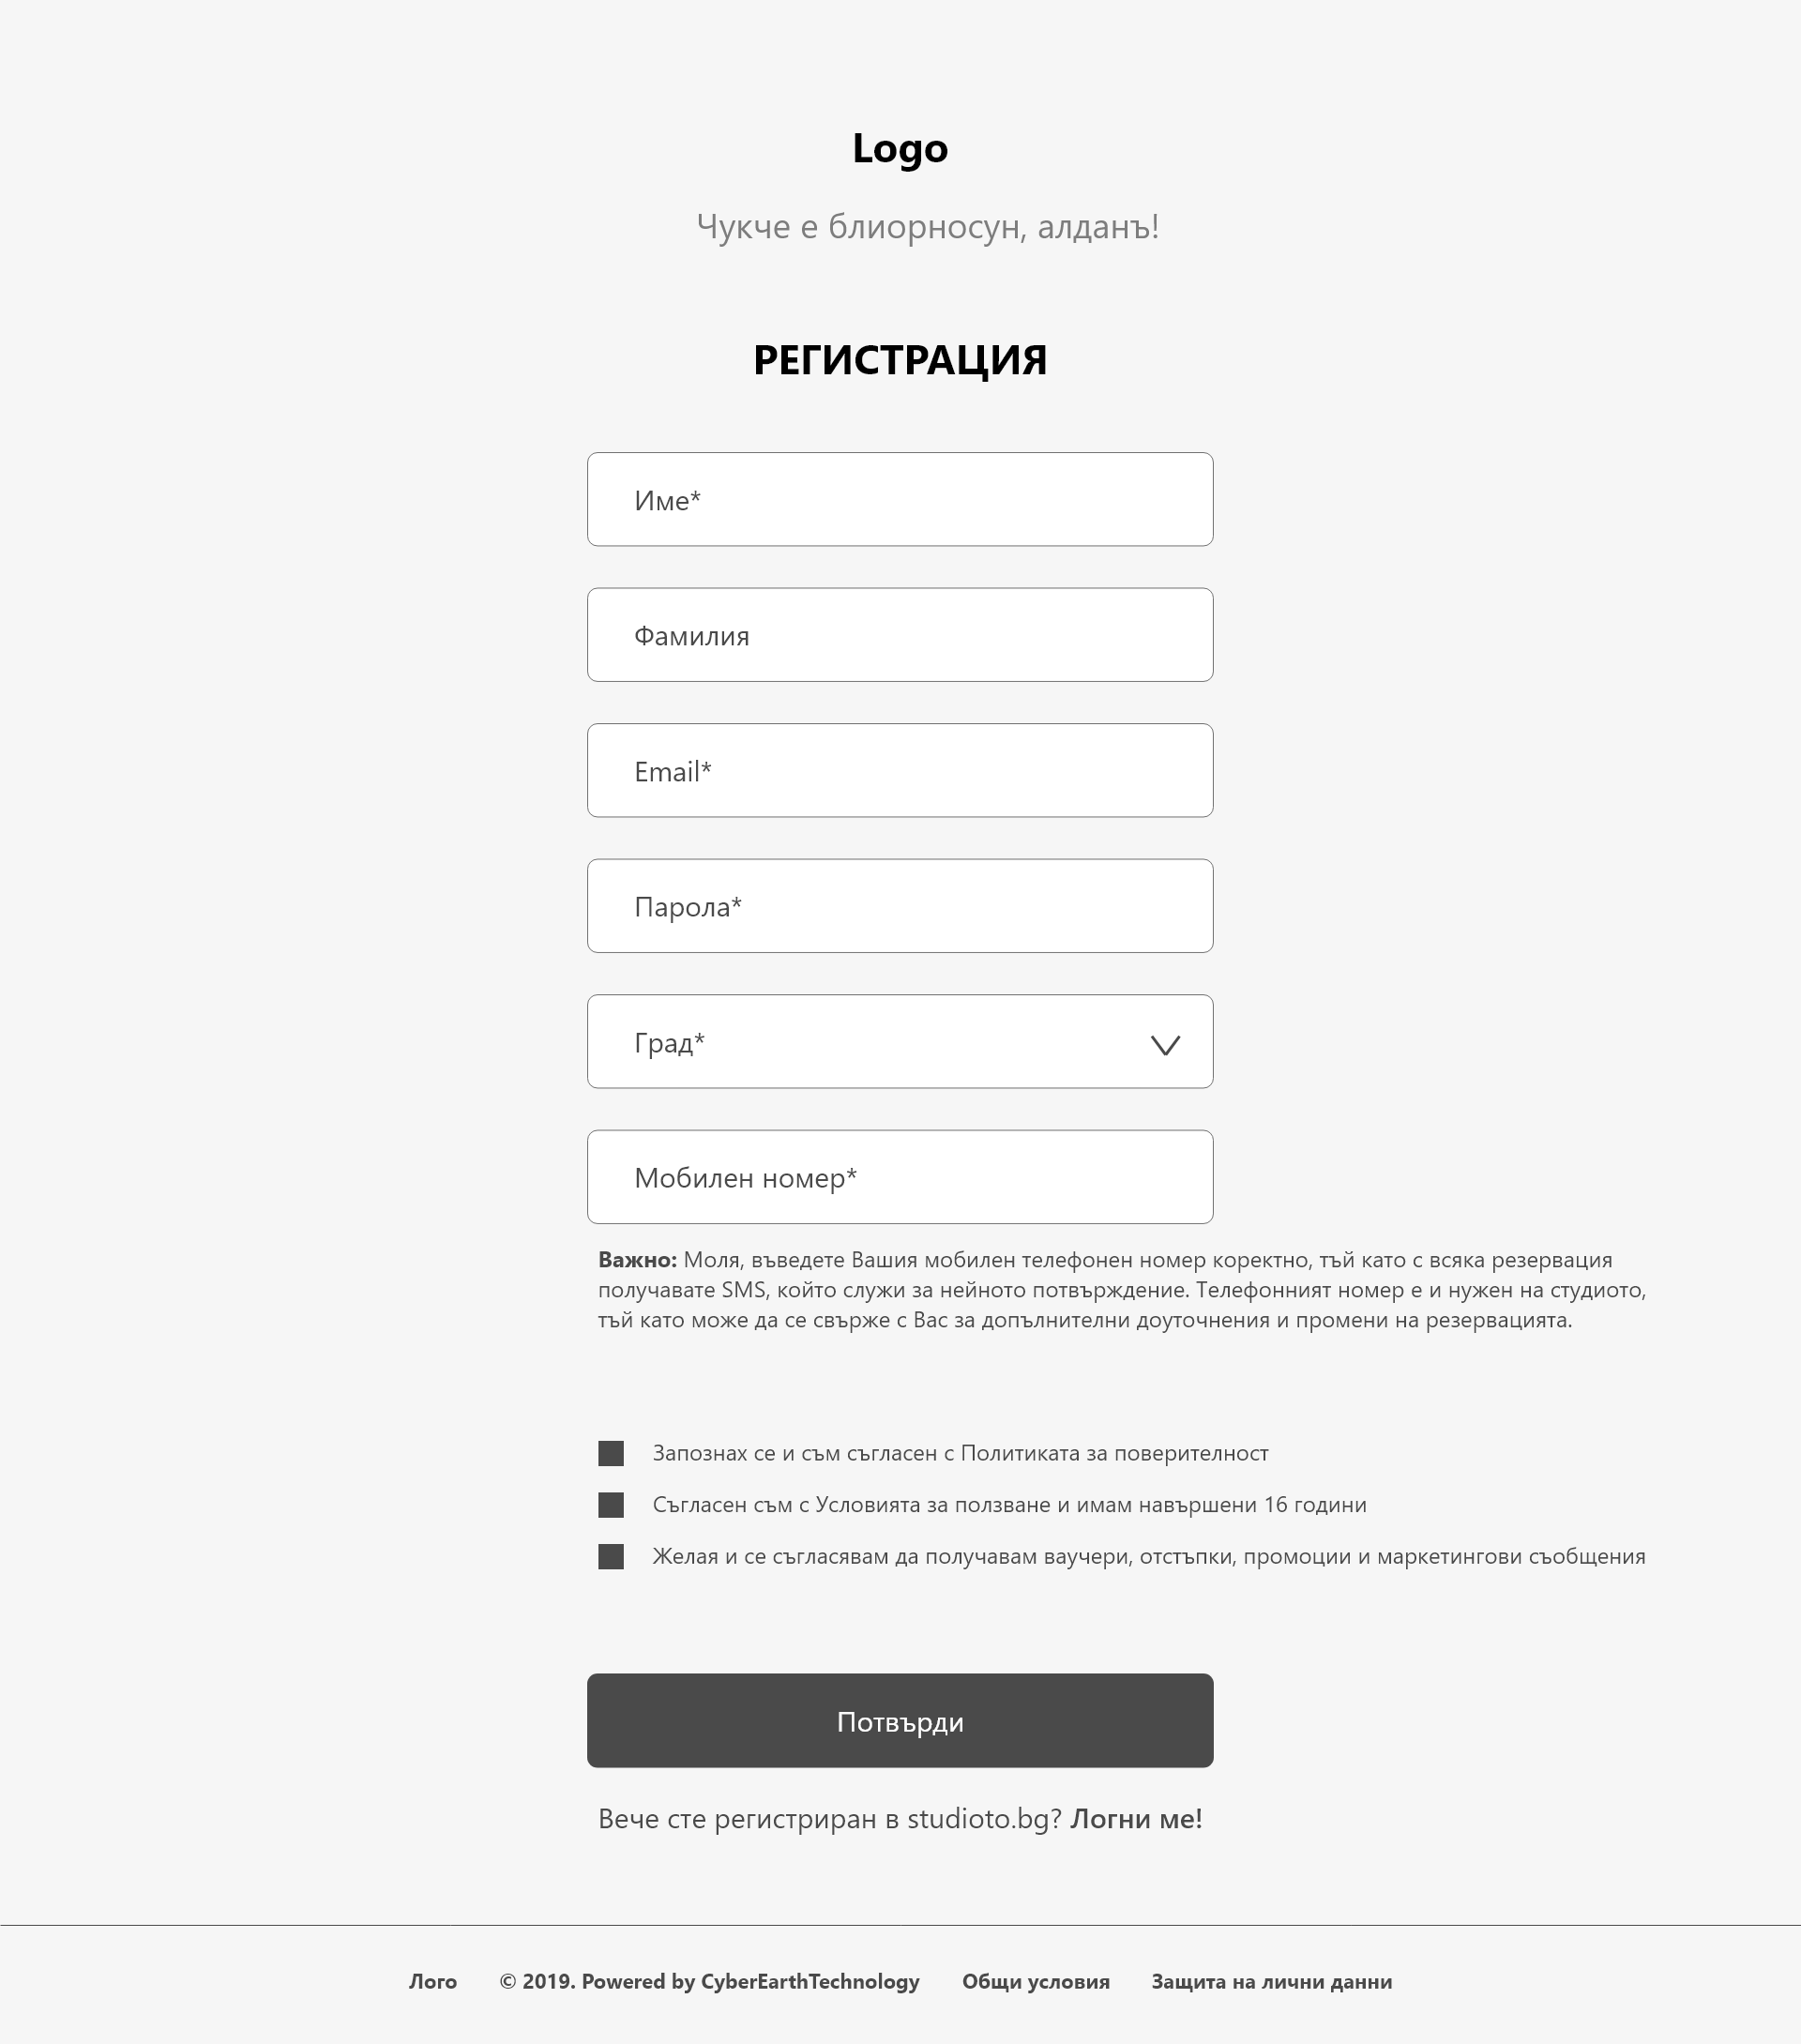 Logo
Чукче е блиорносун, алданъ!
РЕГИСТРАЦИЯ
Име*
Фамилия
Email*
Парола*
Град*
Мобилен номер*
Важно: Моля, въведете Вашия мобилен телефонен номер коректно, тъй като с всяка резервация
получавате SMS, който служи за нейното потвърждение. Телефонният номер е и нужен на студиото,
тъй като може да се свърже с Вас за допълнителни доуточнения и промени на резервацията.
Запознах се и съм съгласен с Политиката за поверителност
Съгласен съм с Условията за ползване и имам навършени 16 години
Желая и се съгласявам да получавам ваучери, отстъпки, промоции и маркетингови съобщения
Потвърди
Вече сте регистриран в studioto.bg? Логни ме!
Лого © 2019. Powered by CyberEarthTechnology Общи условия Защита на лични данни